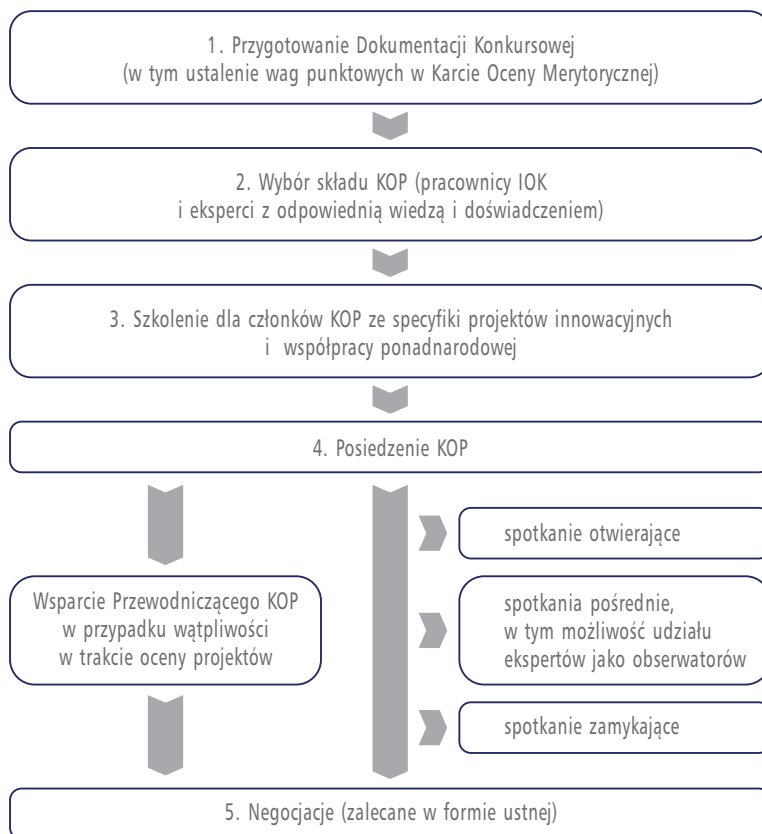 1. Przygotowanie Dokumentacji Konkursowej
(w tym ustalenie wag punktowych w Karcie Oceny Merytorycznej)
2. Wybór składu KOP (pracownicy IOK
i eksperci z odpowiednią wiedzą i doświadczeniem)
3. Szkolenie dla członków KOP ze specyfiki projektów innowacyjnych
i współpracy ponadnarodowej
4. Posiedzenie KOP
spotkanie otwierające
Wsparcie Przewodniczącego KOP
w przypadku wątpliwości
w trakcie oceny projektów
spotkania pośrednie,
w tym możliwość udziału
ekspertów jako obserwatorów
spotkanie zamykające
5. Negocjacje (zalecane w formie ustnej)